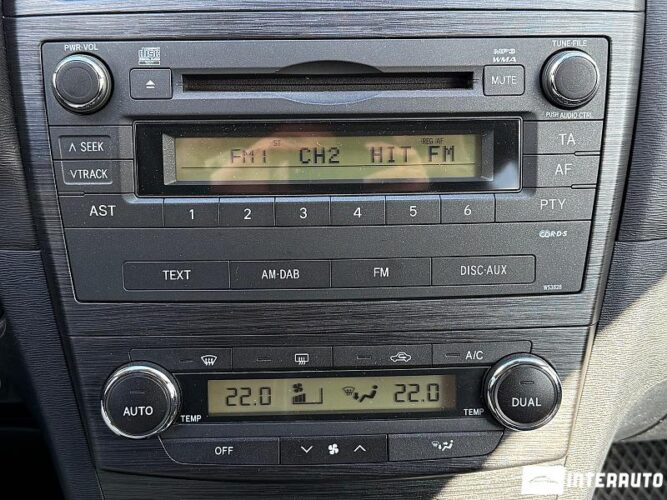 PWR·VOL
TUNE·FILE
MP3
WMA
MUTE
PUSH AUDIO CTRL
∧ SEEK
∨TRACK
ST
REG AF
FM1 CH2 HIT FM
TA
AF
AST
1 2 3 4 5 6
PTY
R·D·S
TEXT
AM·DAB
FM
DISC·AUX
W53828
A/C
AUTO
TEMP
22.0
22.0
TEMP
DUAL
OFF
INTERAUTO